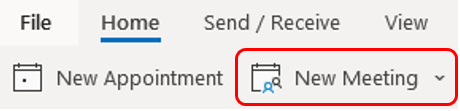 File Home Send / Receive View
New Appointment New Meeting